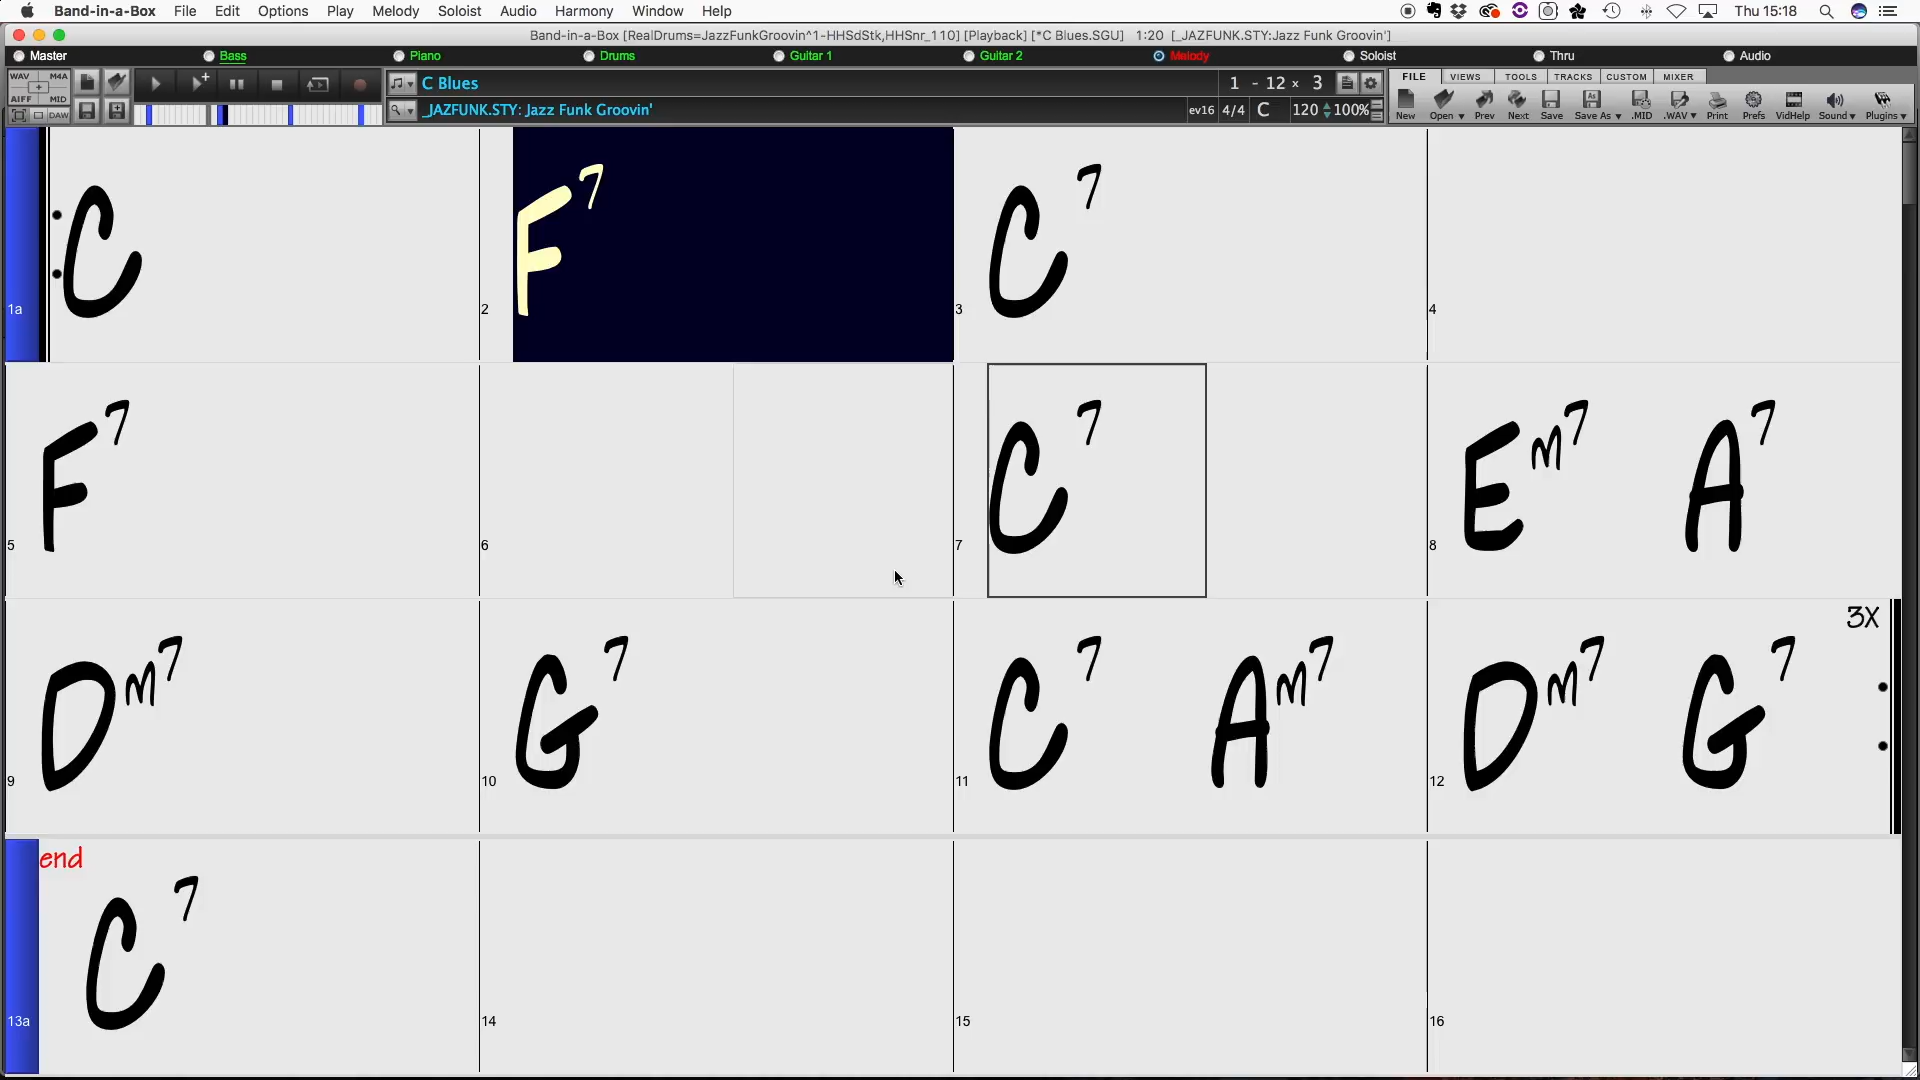 Band-in-a-Box File Edit Options Play Melody Soloist Audio Harmony Window Help Thu 15:18
Band-in-a-Box [RealDrums=JazzFunkGroovin^1-HHSdStk,HHSnr_110] [Playback] [*C Blues.SGU] 1:20 [_JAZFUNK.STY:Jazz Funk Groovin']
Master Bass Piano Drums Guitar 1 Guitar 2 Melody Soloist Thru Audio
WAV M4A
AIFF MID
DAW
C Blues 1 - 12 x 3
_JAZFUNK.STY: Jazz Funk Groovin' ev16 4/4 C 120 100%
FILE VIEWS TOOLS TRACKS CUSTOM MIXER
New Open Prev Next Save Save As .MID .WAV Print Prefs VidHelp Sound Plugins
C F7 C7
1a 2 3 4
F7 C7 Em7 A7
5 6 7 8
3X
Dm7 G7 C7 Am7 Dm7 G7
9 10 11 12
end
C7
13a 14 15 16